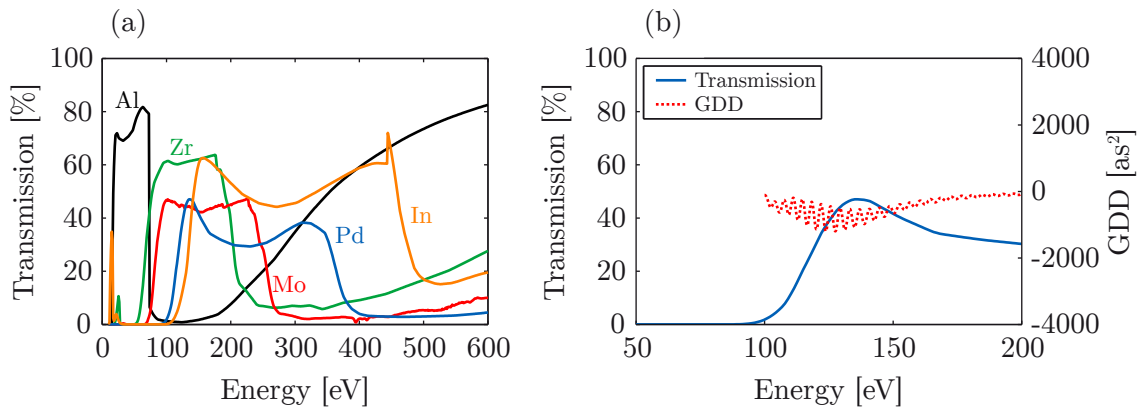 (a)
Transmission [%]
100
80
60
40
20
0
Al
Zr
Mo
Pd
In
0 100 200 300 400 500 600
Energy [eV]
(b)
Transmission [%]
100
80
60
40
20
0
Transmission
GDD
4000
2000
0
−2000
−4000
GDD [as²]
50 100 150 200
Energy [eV]